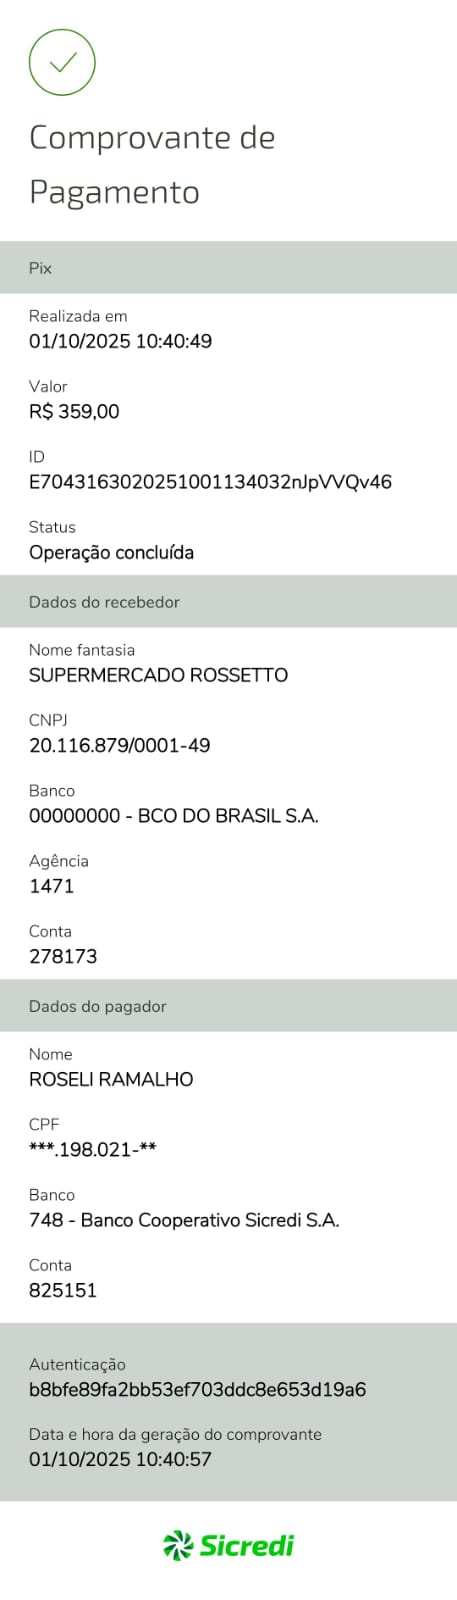 Comprovante de
Pagamento
Pix
Realizada em
01/10/2025 10:40:49
Valor
R$ 359,00
ID
E7043163020251001134032nJpVVQv46
Status
Operação concluída
Dados do recebedor
Nome fantasia
SUPERMERCADO ROSSETTO
CNPJ
20.116.879/0001-49
Banco
00000000 - BCO DO BRASIL S.A.
Agência
1471
Conta
278173
Dados do pagador
Nome
ROSELI RAMALHO
CPF
***.198.021-**
Banco
748 - Banco Cooperativo Sicredi S.A.
Conta
825151
Autenticação
b8bfe89fa2bb53ef703ddc8e653d19a6
Data e hora da geração do comprovante
01/10/2025 10:40:57
Sicredi